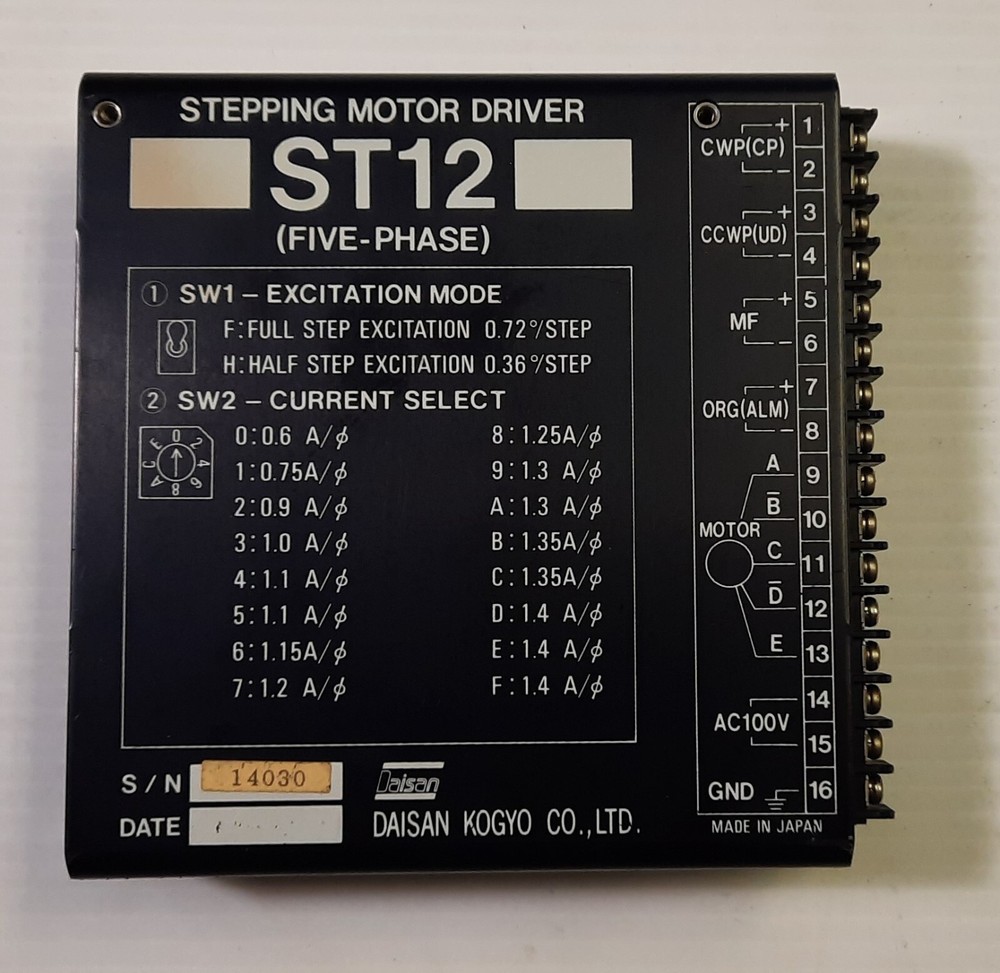 STEPPING MOTOR DRIVER
ST12
(FIVE-PHASE)
① SW1 – EXCITATION MODE
F:FULL STEP EXCITATION 0.72°/STEP
H:HALF STEP EXCITATION 0.36°/STEP
② SW2 – CURRENT SELECT
0 2 4 6 8 A C E
0:0.6 A/ϕ
1:0.75A/ϕ
2:0.9 A/ϕ
3:1.0 A/ϕ
4:1.1 A/ϕ
5:1.1 A/ϕ
6:1.15A/ϕ
7:1.2 A/ϕ
8:1.25A/ϕ
9:1.3 A/ϕ
A:1.3 A/ϕ
B:1.35A/ϕ
C:1.35A/ϕ
D:1.4 A/ϕ
E:1.4 A/ϕ
F:1.4 A/ϕ
S/N 14030
DATE
Daisan
DAISAN KOGYO CO.,LTD.
+ 1
CWP(CP)
– 2
+ 3
CCWP(UD)
– 4
+ 5
MF
– 6
+ 7
ORG(ALM)
– 8
A 9
B̅ 10
MOTOR
C 11
D̅ 12
E 13
14
AC100V
15
GND 16
MADE IN JAPAN